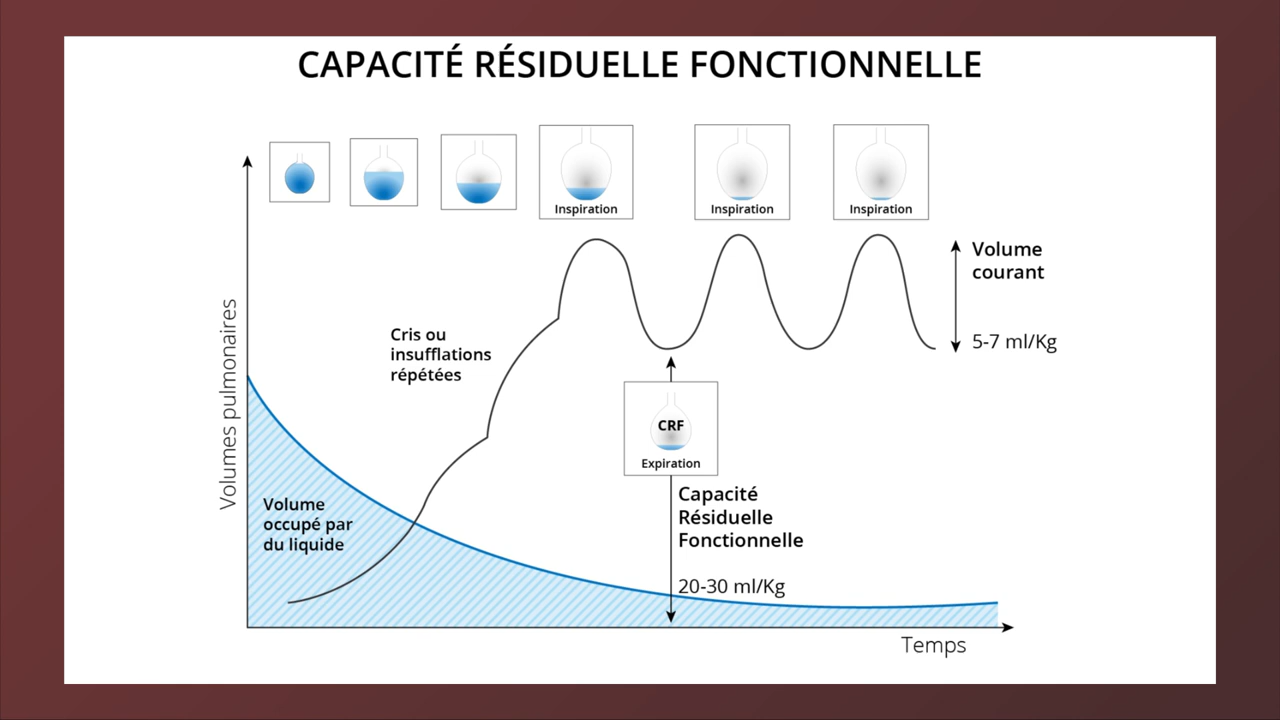 CAPACITÉ RÉSIDUELLE FONCTIONNELLE
Inspiration
Inspiration
Inspiration
Volume
courant
5-7 ml/Kg
Cris ou
insufflations
répétées
Volumes pulmonaires
CRF
Expiration
Capacité
Résiduelle
Fonctionnelle
20-30 ml/Kg
Volume
occupé par
du liquide
Temps